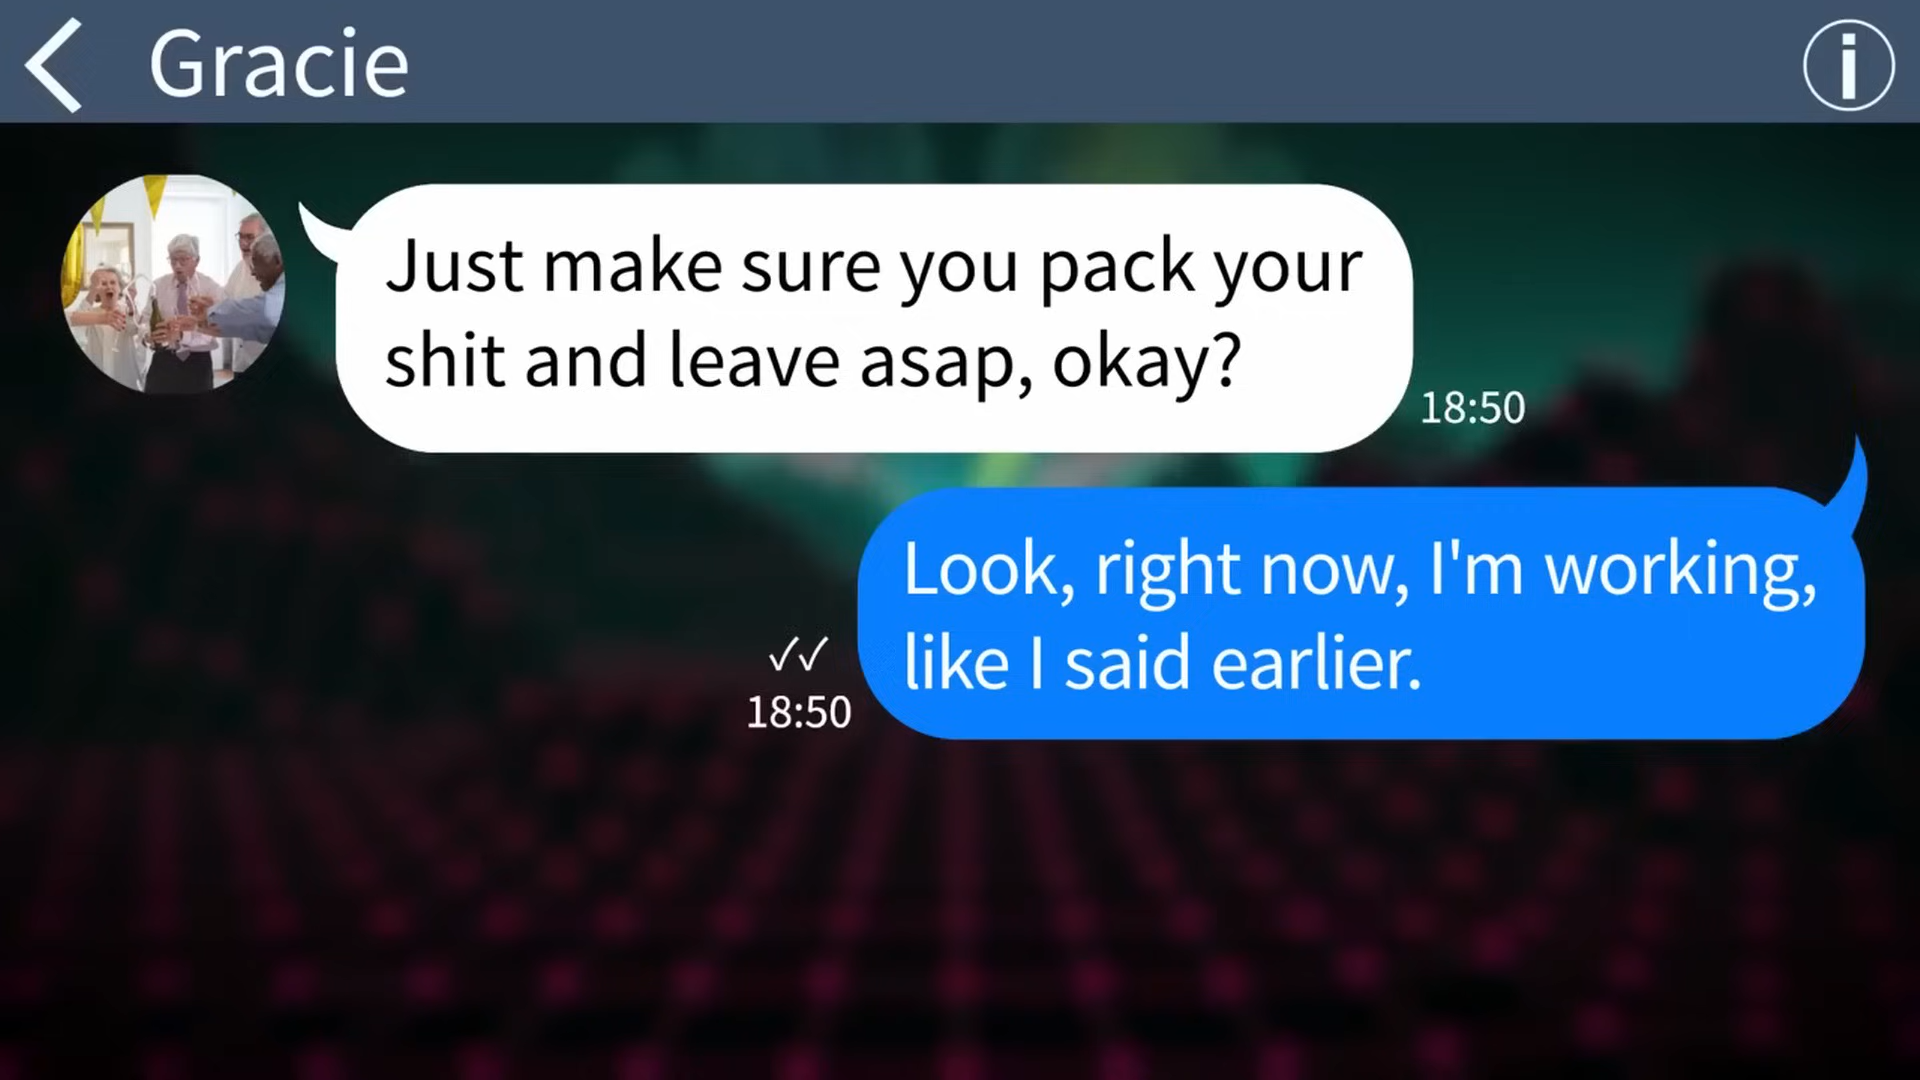 Gracie
Just make sure you pack your
shit and leave asap, okay?
18:50
Look, right now, I'm working,
like I said earlier.
18:50